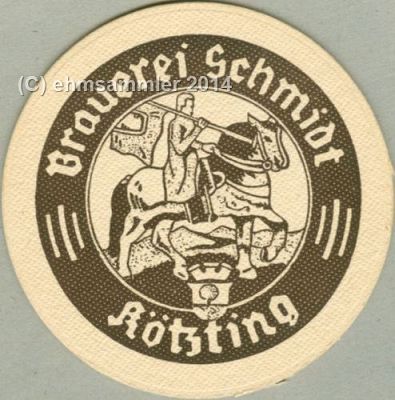 Brauerei Schmidt
(C) ehmsammler 2014
Kötzting